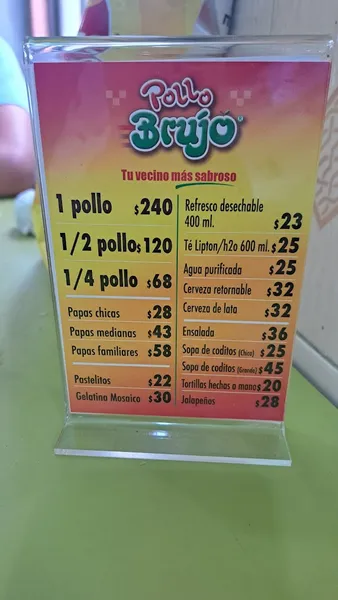 Pollo
Brujo
Tu vecino más sabroso
1 pollo $240
1/2 pollo $120
1/4 pollo $68
Papas chicas $28
Papas medianas $43
Papas familiares $58
Pastelitos $22
Gelatina Mosaico $30
Refresco desechable
400 ml. $23
Té Lipton/h2o 600 ml. $25
Agua purificada $25
Cerveza retornable $32
Cerveza de lata $32
Ensalada $36
Sopa de coditos (Chica) $25
Sopa de coditos (Grande) $45
Tortillas hechas a mano $20
Jalapeños $28